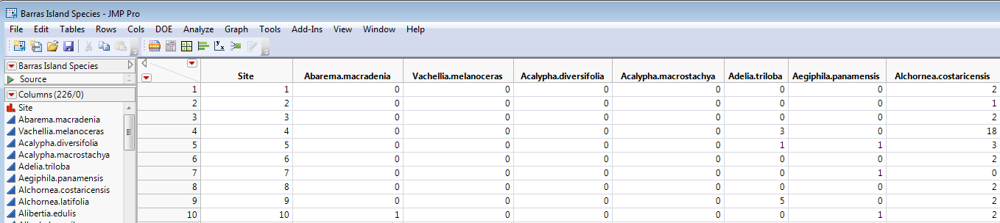 Barras Island Species - JMP Pro
File Edit Tables Rows Cols DOE Analyze Graph Tools Add-Ins View Window Help
Barras Island Species
Source
Columns (226/0)
Site
Abarema.macradenia
Vachellia.melanoceras
Acalypha.diversifolia
Acalypha.macrostachya
Adelia.triloba
Aegiphila.panamensis
Alchornea.costaricensis
Alchornea.latifolia
Alibertia.edulis
Site Abarema.macradenia Vachellia.melanoceras Acalypha.diversifolia Acalypha.macrostachya Adelia.triloba Aegiphila.panamensis Alchornea.costaricensis
1 1 0 0 0 0 0 0 2
2 2 0 0 0 0 0 0 1
3 3 0 0 0 0 0 0 2
4 4 0 0 0 0 3 0 18
5 5 0 0 0 0 1 1 3
6 6 0 0 0 0 0 0 2
7 7 0 0 0 0 0 1 0
8 8 0 0 0 0 0 0 2
9 9 0 0 0 0 5 0 2
10 10 1 0 0 0 0 1 2